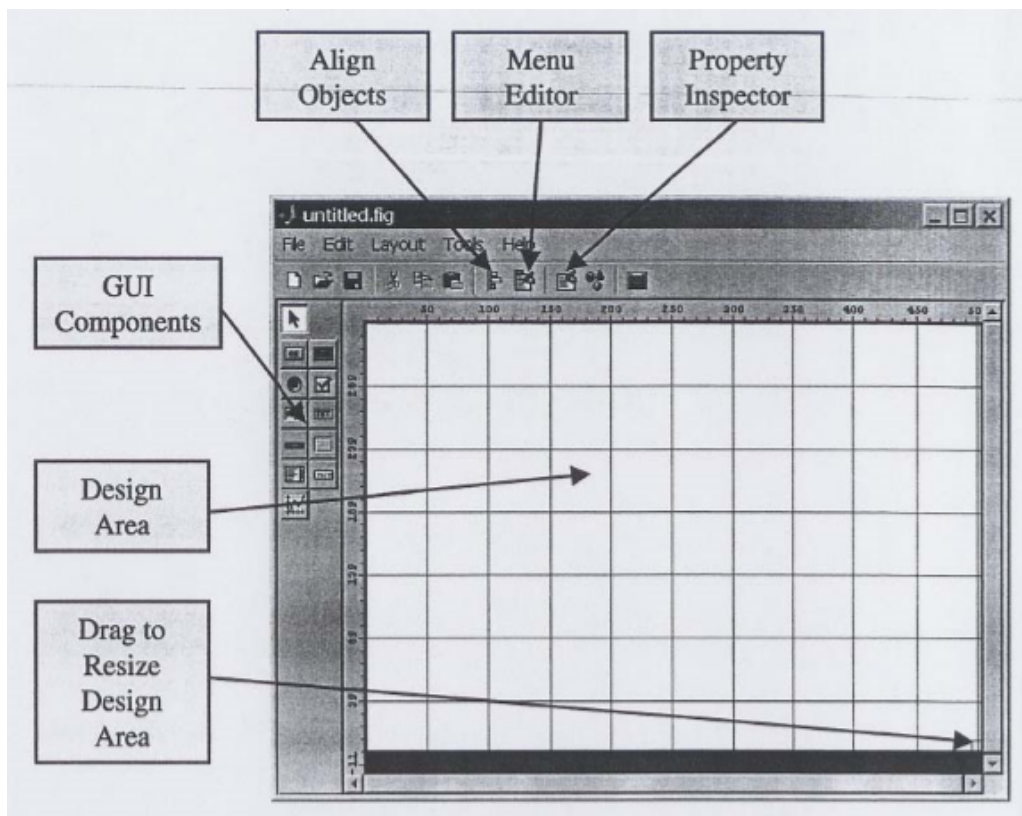 Align
Objects
Menu
Editor
Property
Inspector
untitled.fig
File Edit Layout Tools Help
GUI
Components
50 100 150 200 250 300 350 400 450 50
Design
Area
Drag to
Resize
Design
Area